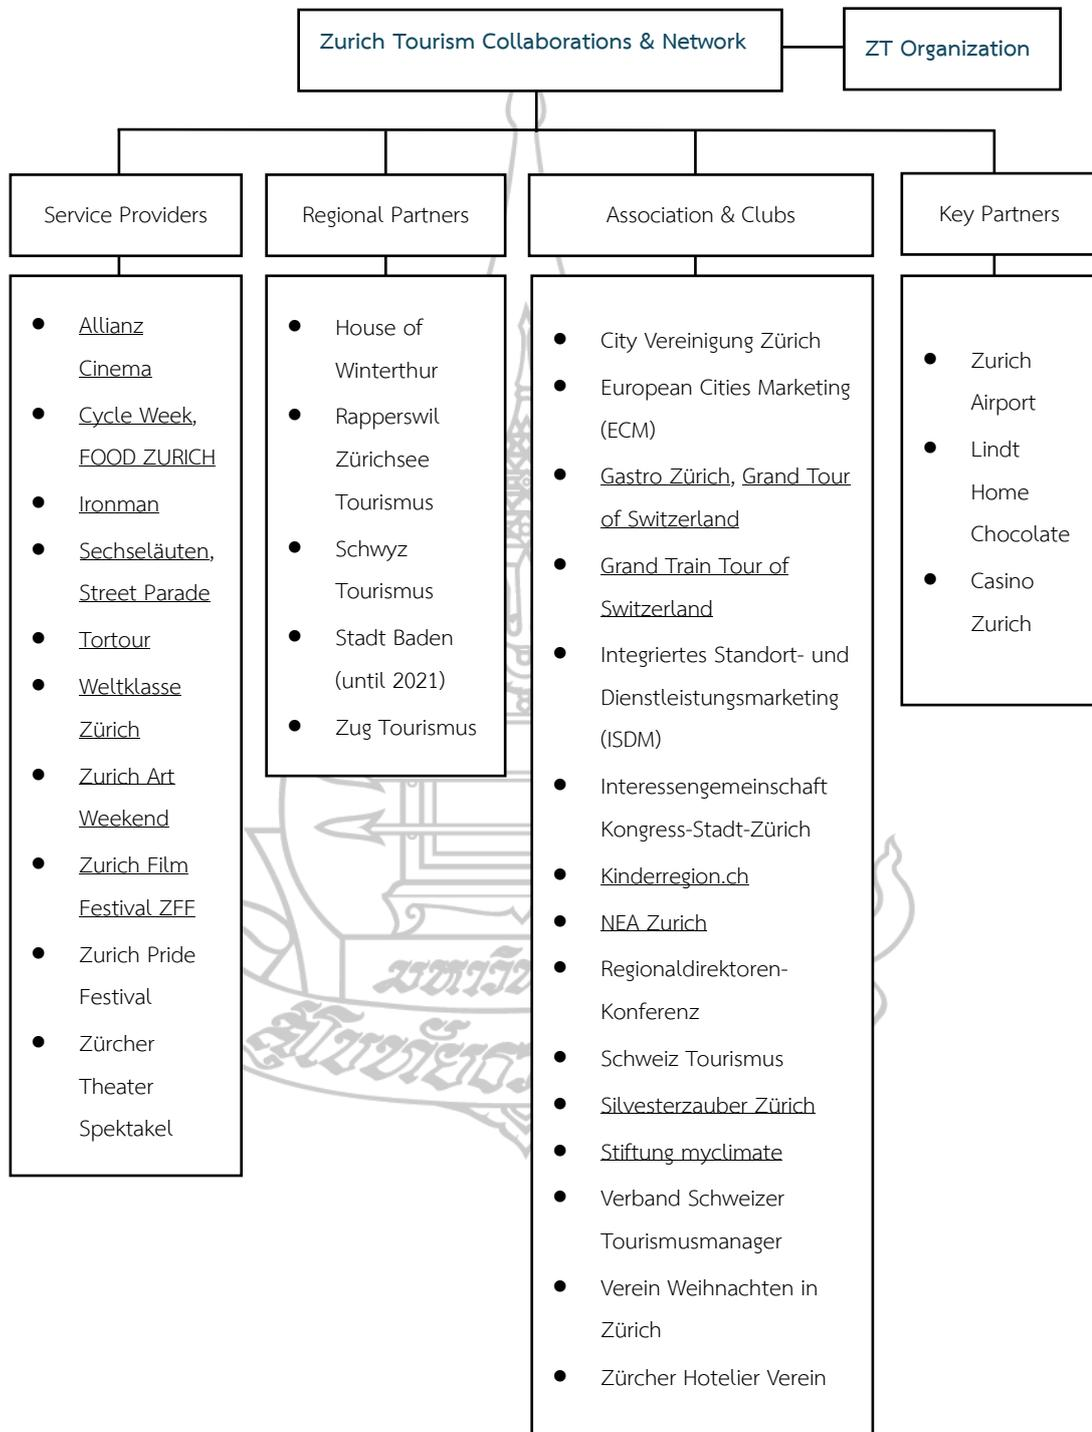 Zurich Tourism Collaborations & Network
ZT Organization
Service Providers
Regional Partners
Association & Clubs
Key Partners
Allianz
Cinema
Cycle Week,
FOOD ZURICH
Ironman
Sechseläuten,
Street Parade
Tortour
Weltklasse
Zürich
Zurich Art
Weekend
Zurich Film
Festival ZFF
Zurich Pride
Festival
Zürcher
Theater
Spektakel
House of
Winterthur
Rapperswil
Zürichsee
Tourismus
Schwyz
Tourismus
Stadt Baden
(until 2021)
Zug Tourismus
City Vereinigung Zürich
European Cities Marketing
(ECM)
Gastro Zürich, Grand Tour
of Switzerland
Grand Train Tour of
Switzerland
Integriertes Standort- und
Dienstleistungsmarketing
(ISDM)
Interessengemeinschaft
Kongress-Stadt-Zürich
Kinderregion.ch
NEA Zurich
Regionaldirektoren-
Konferenz
Schweiz Tourismus
Silvesterzauber Zürich
Stiftung myclimate
Verband Schweizer
Tourismusmanager
Verein Weihnachten in
Zürich
Zürcher Hotelier Verein
Zurich
Airport
Lindt
Home
Chocolate
Casino
Zurich